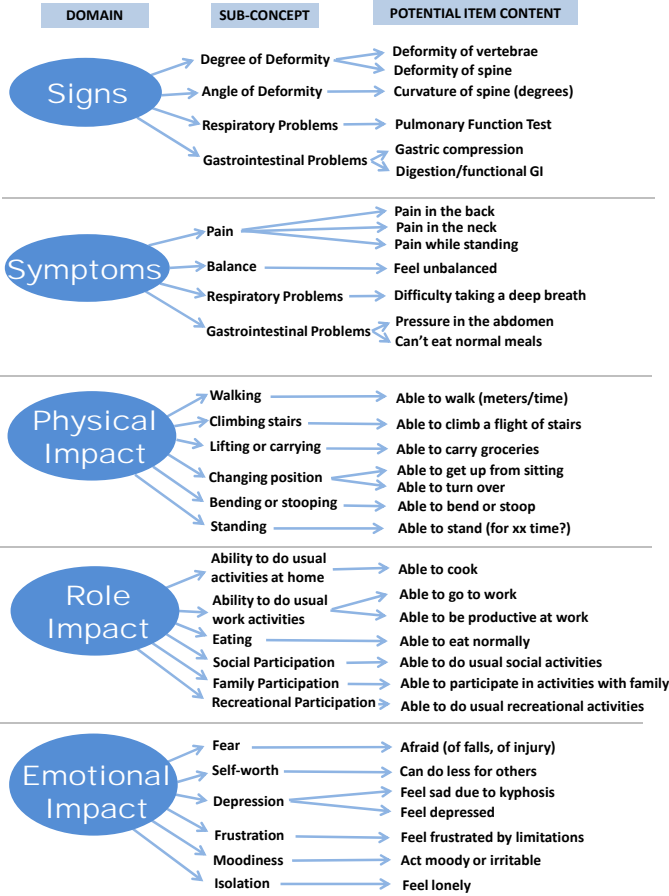 DOMAIN SUB-CONCEPT POTENTIAL ITEM CONTENT
Signs
Degree of Deformity
Deformity of vertebrae
Deformity of spine
Angle of Deformity
Curvature of spine (degrees)
Respiratory Problems
Pulmonary Function Test
Gastrointestinal Problems
Gastric compression
Digestion/functional GI
Symptoms
Pain
Pain in the back
Pain in the neck
Pain while standing
Balance
Feel unbalanced
Respiratory Problems
Difficulty taking a deep breath
Gastrointestinal Problems
Pressure in the abdomen
Can't eat normal meals
Physical
Impact
Walking
Able to walk (meters/time)
Climbing stairs
Able to climb a flight of stairs
Lifting or carrying
Able to carry groceries
Changing position
Able to get up from sitting
Able to turn over
Bending or stooping
Able to bend or stoop
Standing
Able to stand (for xx time?)
Role
Impact
Ability to do usual
activities at home
Able to cook
Ability to do usual
work activities
Able to go to work
Able to be productive at work
Eating
Able to eat normally
Social Participation
Able to do usual social activities
Family Participation
Able to participate in activities with family
Recreational Participation
Able to do usual recreational activities
Emotional
Impact
Fear
Afraid (of falls, of injury)
Self-worth
Can do less for others
Depression
Feel sad due to kyphosis
Feel depressed
Frustration
Feel frustrated by limitations
Moodiness
Act moody or irritable
Isolation
Feel lonely